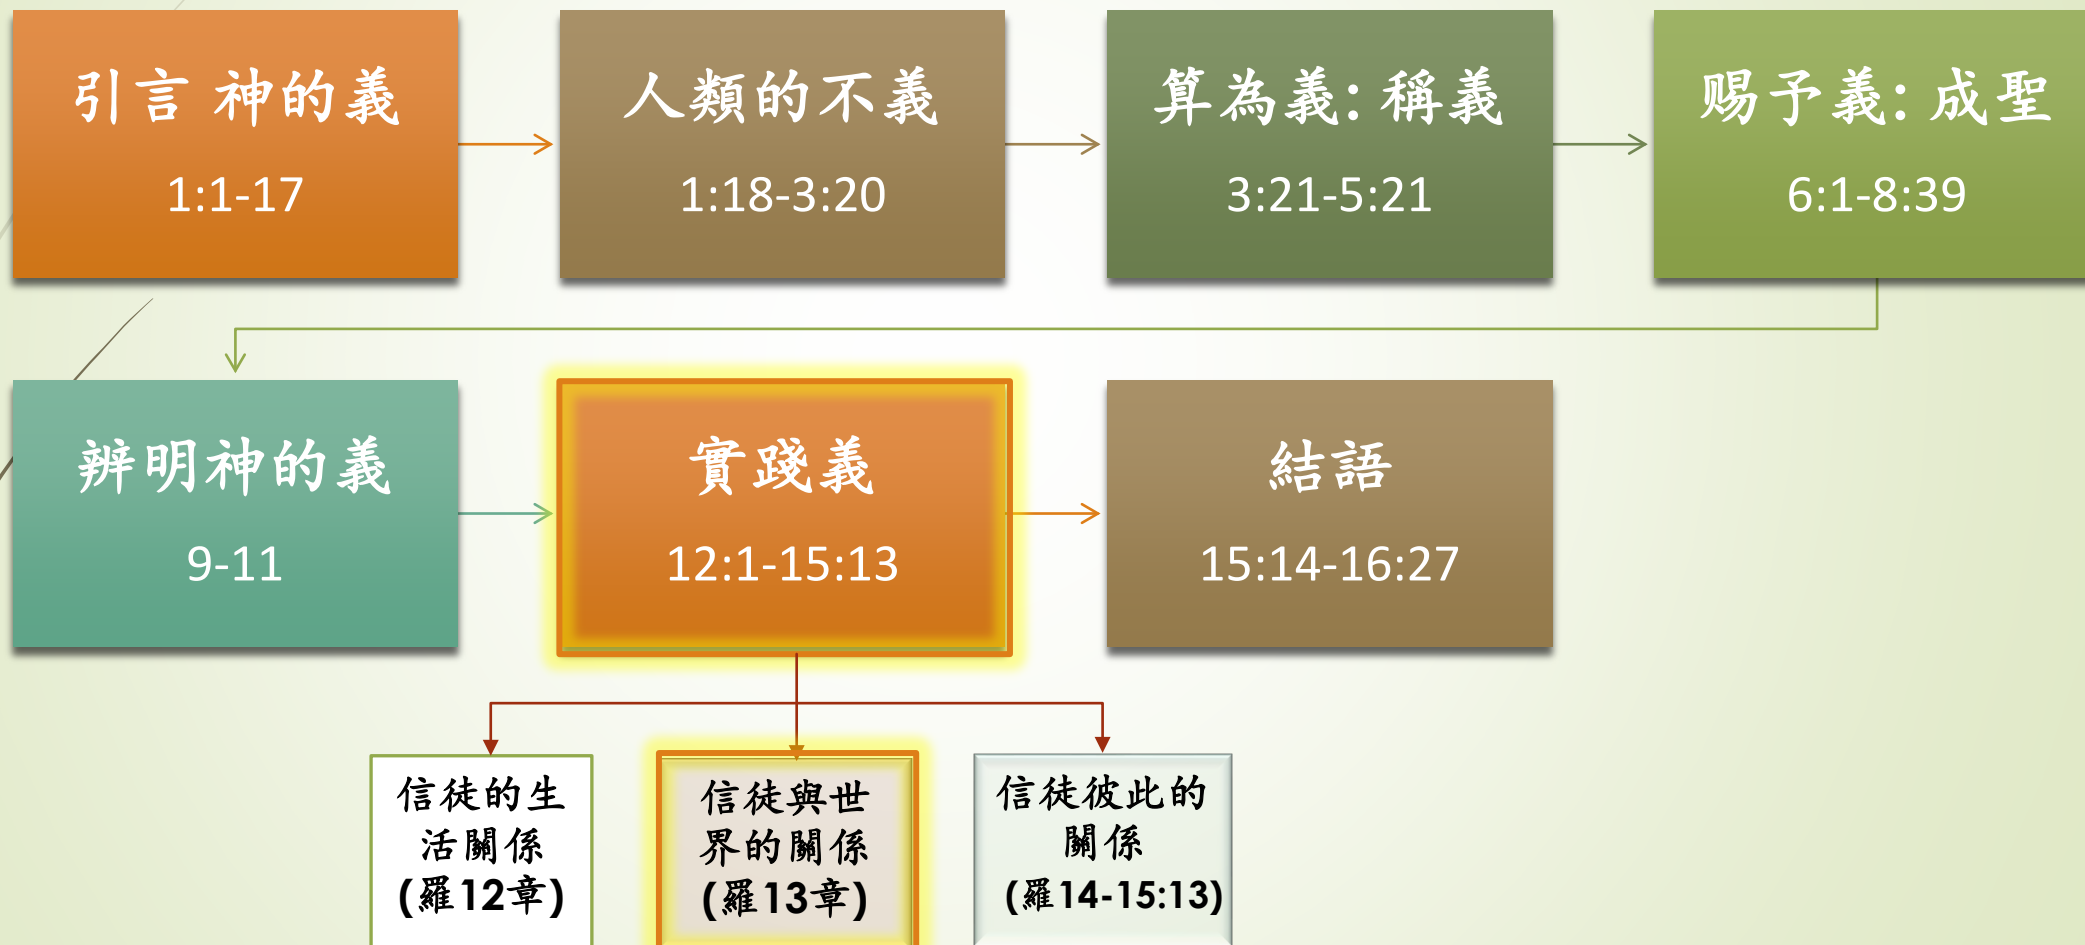 引言 神的義
1:1-17
人類的不義
1:18-3:20
算為義: 稱義
3:21-5:21
赐予義: 成聖
6:1-8:39
辨明神的義
9-11
實踐義
12:1-15:13
結語
15:14-16:27
信徒的生
活關係
(羅12章)
信徒與世
界的關係
(羅13章)
信徒彼此的
關係
(羅14-15:13)